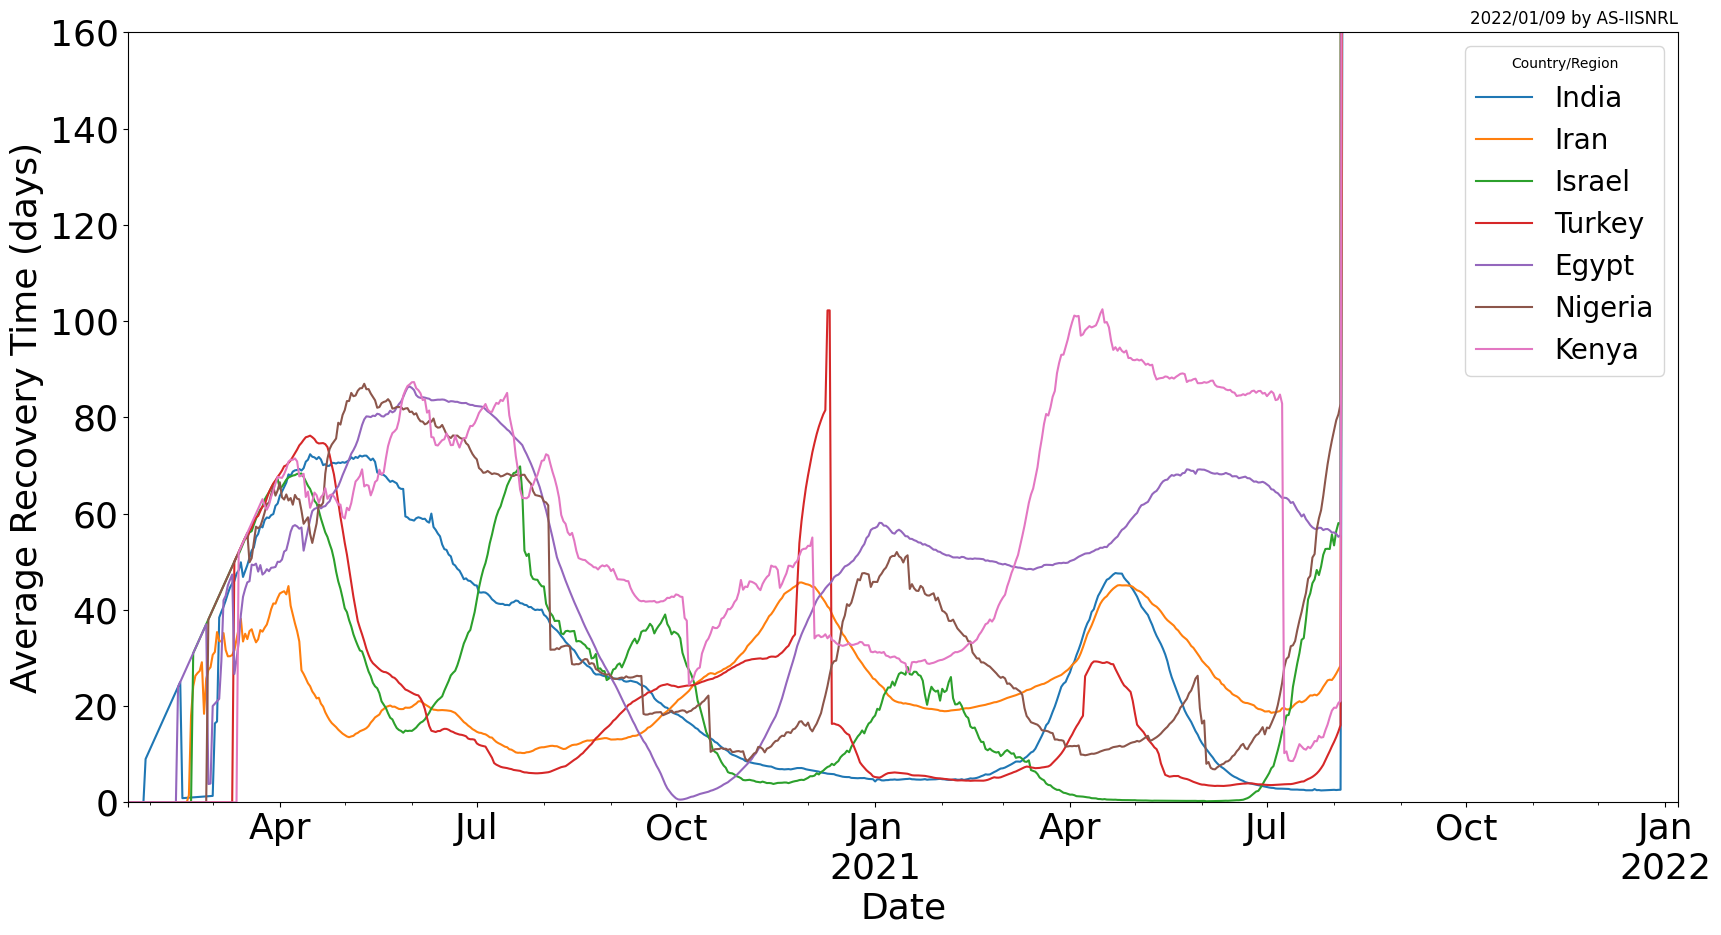 2022/01/09 by AS-IISNRL
160
140
120
100
80
60
40
20
0
Average Recovery Time (days)
Country/Region
India
Iran
Israel
Turkey
Egypt
Nigeria
Kenya
Apr Jul Oct Jan Apr Jul Oct Jan
2021 2022
Date